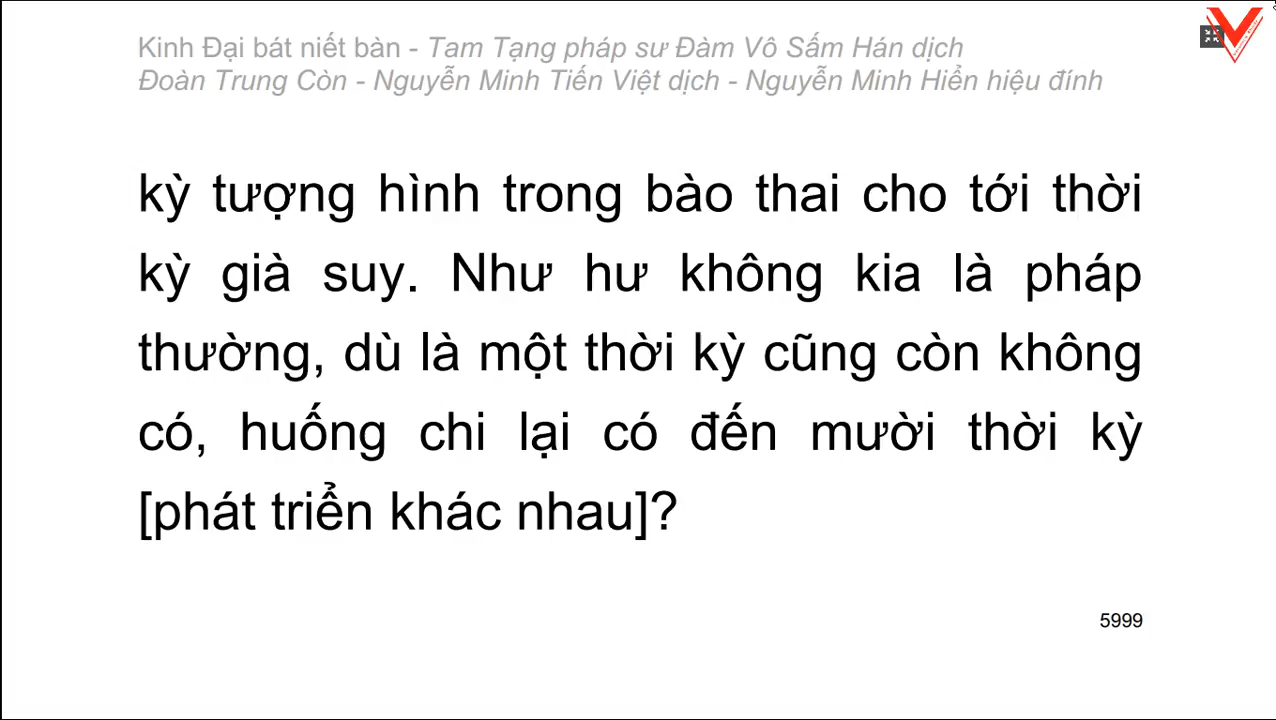 Kinh Đại bát niết bàn - Tam Tạng pháp sư Đàm Vô Sấm Hán dịch
Đoàn Trung Còn - Nguyễn Minh Tiến Việt dịch - Nguyễn Minh Hiển hiệu đính
kỳ tượng hình trong bào thai cho tới thời
kỳ già suy. Như hư không kia là pháp
thường, dù là một thời kỳ cũng còn không
có, huống chi lại có đến mười thời kỳ
[phát triển khác nhau]?
5999